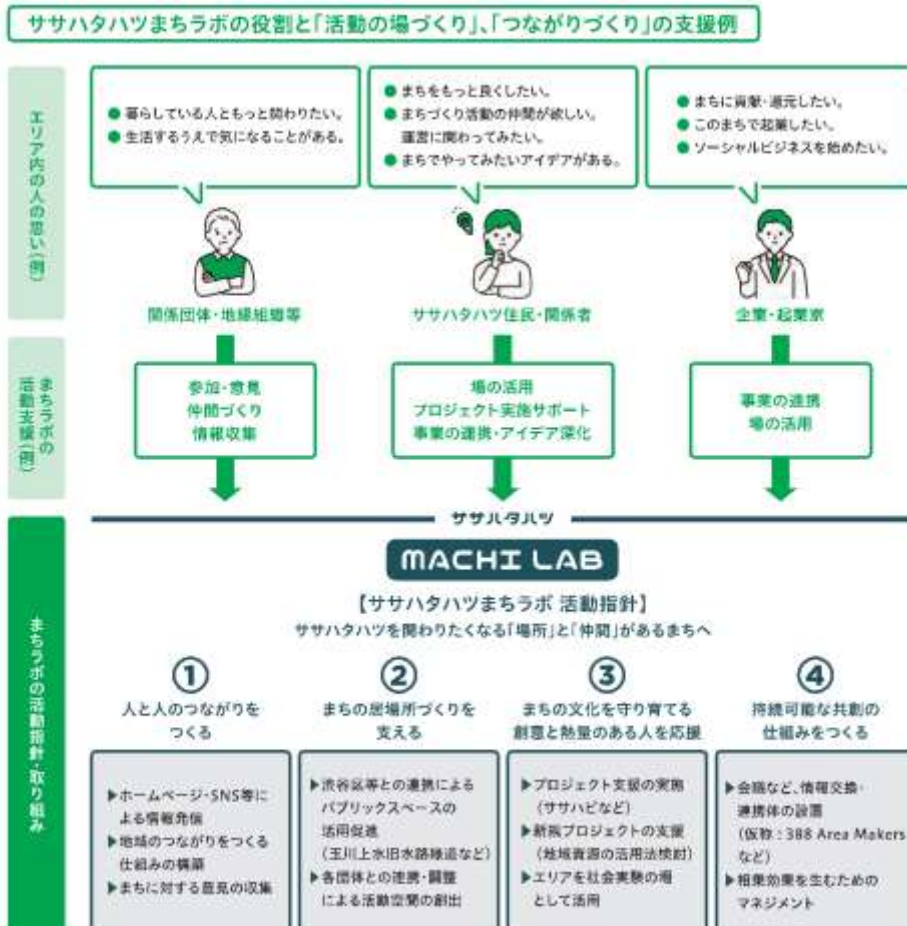 ササハタハツまちラボの役割と「活動の場づくり」、「つながりづくり」の支援例
エリア内の人の思い(例)
● 暮らしている人ともっと関わりたい。
● 生活するうえで気になることがある。
● まちをもっと良くしたい。
● まちづくり活動の仲間が欲しい。
運営に関わってみたい。
● まちでやってみたいアイデアがある。
● まちに貢献・還元したい。
● このまちで起業したい。
● ソーシャルビジネスを始めたい。
関係団体・地縁組織等
ササハタハツ住民・関係者
企業・起業家
まちラボの
活動支援(例)
参加・意見
仲間づくり
情報収集
場の活用
プロジェクト実施サポート
事業の連携・アイデア深化
事業の連携
場の活用
まちラボの活動指針・取り組み
ササハタハツ
MACHI LAB
【ササハタハツまちラボ 活動指針】
ササハタハツを関わりたくなる「場所」と「仲間」があるまちへ
①
人と人のつながりを
つくる
▶ホームページ・SNS等に
よる情報発信
▶地域のつながりをつくる
仕組みの構築
▶まちに対する意見の収集
②
まちの居場所づくりを
支える
▶渋谷区等との連携による
パブリックスペースの
活用促進
(玉川上水旧水路緑道など)
▶各団体との連携・調整
による活動空間の創出
③
まちの文化を守り育てる
創意と熱量のある人を応援
▶プロジェクト支援の実施
(ササハピなど)
▶新規プロジェクトの支援
(地域資源の活用法検討)
▶エリアを社会実験の場
として活用
④
持続可能な共創の
仕組みをつくる
▶会議など、情報交換・
連携体の設置
(仮称:388 Area Makers
など)
▶相乗効果を生むための
マネジメント